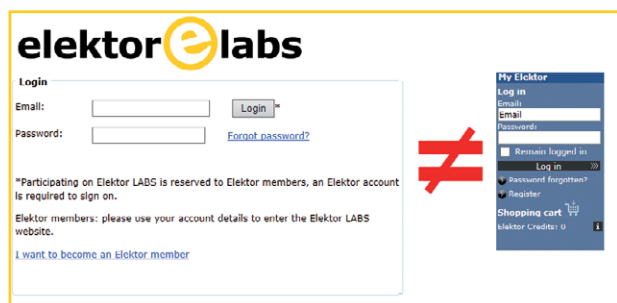 elektor e labs
Login
Email:
Login *
Password:
Forgot password?
*Participating on Elektor LABS is reserved to Elektor members, an Elektor account
is required to sign on.
Elektor members: please use your account details to enter the Elektor LABS
website.
I want to become an Elektor member
≠
My Elektor
Log in
Email:
Email
Password:
Remain logged in
Log in »»
Password forgotten?
Register
Shopping cart
Elektor Credits: 0 i